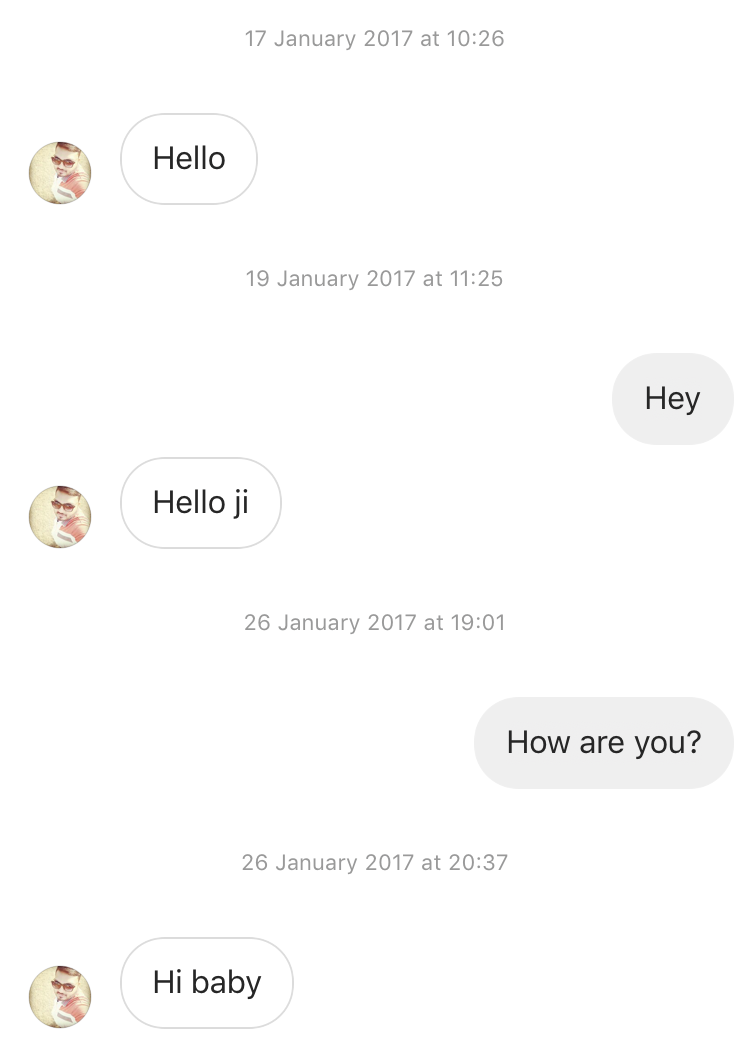 17 January 2017 at 10:26
Hello
19 January 2017 at 11:25
Hey
Hello ji
26 January 2017 at 19:01
How are you?
26 January 2017 at 20:37
Hi baby